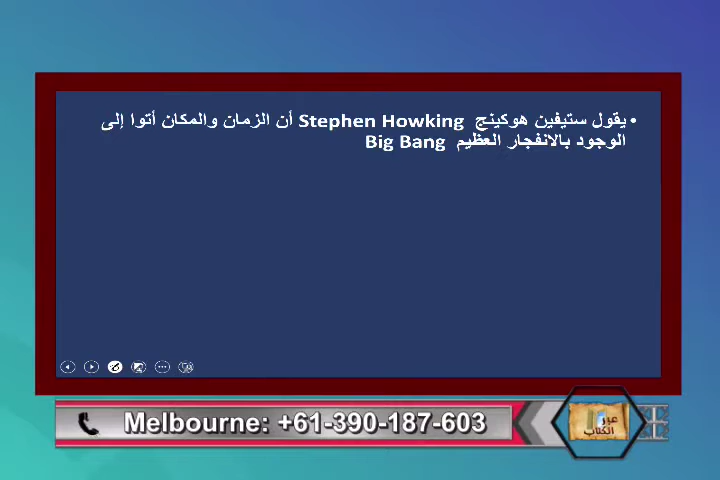 • يقول ستيفين هوكينج Stephen Howking أن الزمان والمكان أتوا إلى
الوجود بالانفجار العظيم Big Bang
Melbourne: +61-390-187-603
عبر
الكتاب